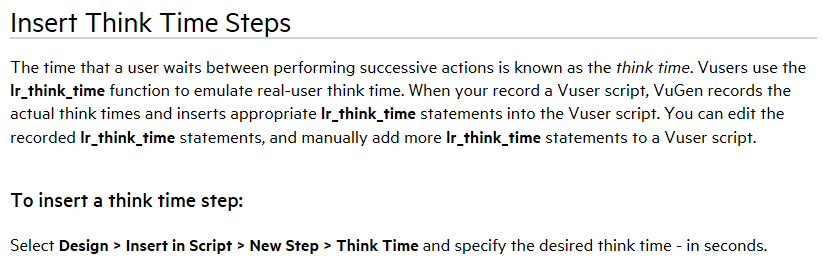 Insert Think Time Steps
The time that a user waits between performing successive actions is known as the think time. Vusers use the
lr_think_time function to emulate real-user think time. When your record a Vuser script, VuGen records the
actual think times and inserts appropriate lr_think_time statements into the Vuser script. You can edit the
recorded lr_think_time statements, and manually add more lr_think_time statements to a Vuser script.
To insert a think time step:
Select Design > Insert in Script > New Step > Think Time and specify the desired think time - in seconds.